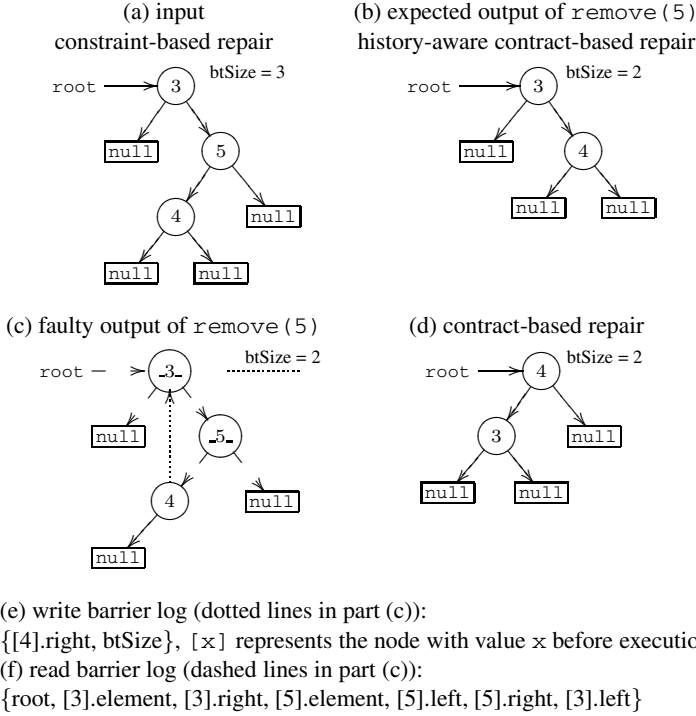 (a) input
constraint-based repair
root
3
btSize = 3
null
5
4
null
null
null
(b) expected output of remove(5)
history-aware contract-based repair
root
3
btSize = 2
null
4
null
null
(c) faulty output of remove(5)
root
3
btSize = 2
null
5
4
null
null
(d) contract-based repair
root
4
btSize = 2
3
null
null
null
(e) write barrier log (dotted lines in part (c)):
{[4].right, btSize}, [x] represents the node with value x before executio
(f) read barrier log (dashed lines in part (c)):
{root, [3].element, [3].right, [5].element, [5].left, [5].right, [3].left}